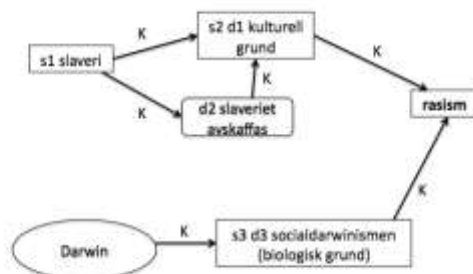 K
s2 d1 kulturell
grund
K
s1 slaveri
K
K
d2 slaveriet
avskaffas
rasism
K
K
s3 d3 socialdarwinismen
(biologisk grund)
Darwin